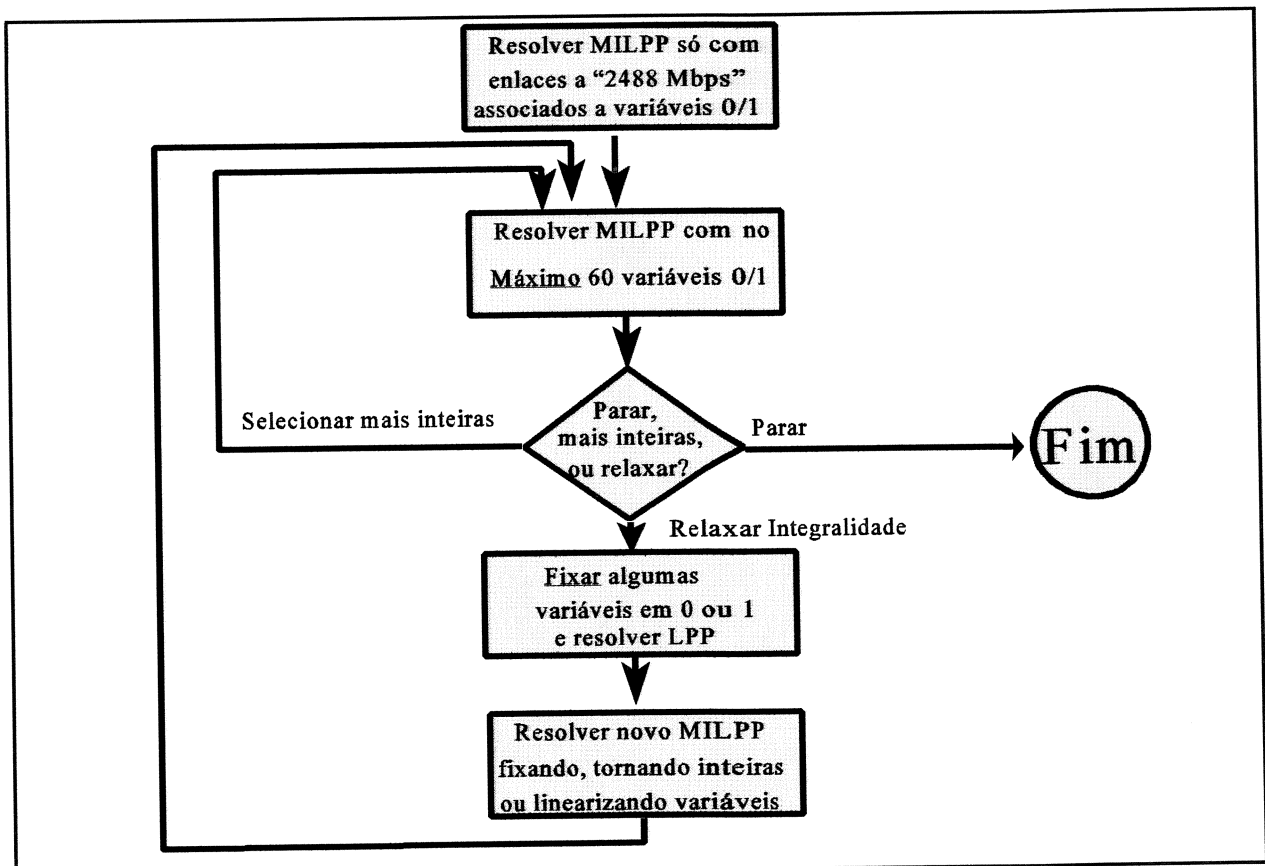 Resolver MILPP só com
enlaces a “2488 Mbps”
associados a variáveis 0/1
Resolver MILPP com no
Máximo 60 variáveis 0/1
Selecionar mais inteiras
Parar,
mais inteiras,
ou relaxar?
Parar
Fim
Relaxar Integralidade
Fixar algumas
variáveis em 0 ou 1
e resolver LPP
Resolver novo MILPP
fixando, tornando inteiras
ou linearizando variáveis